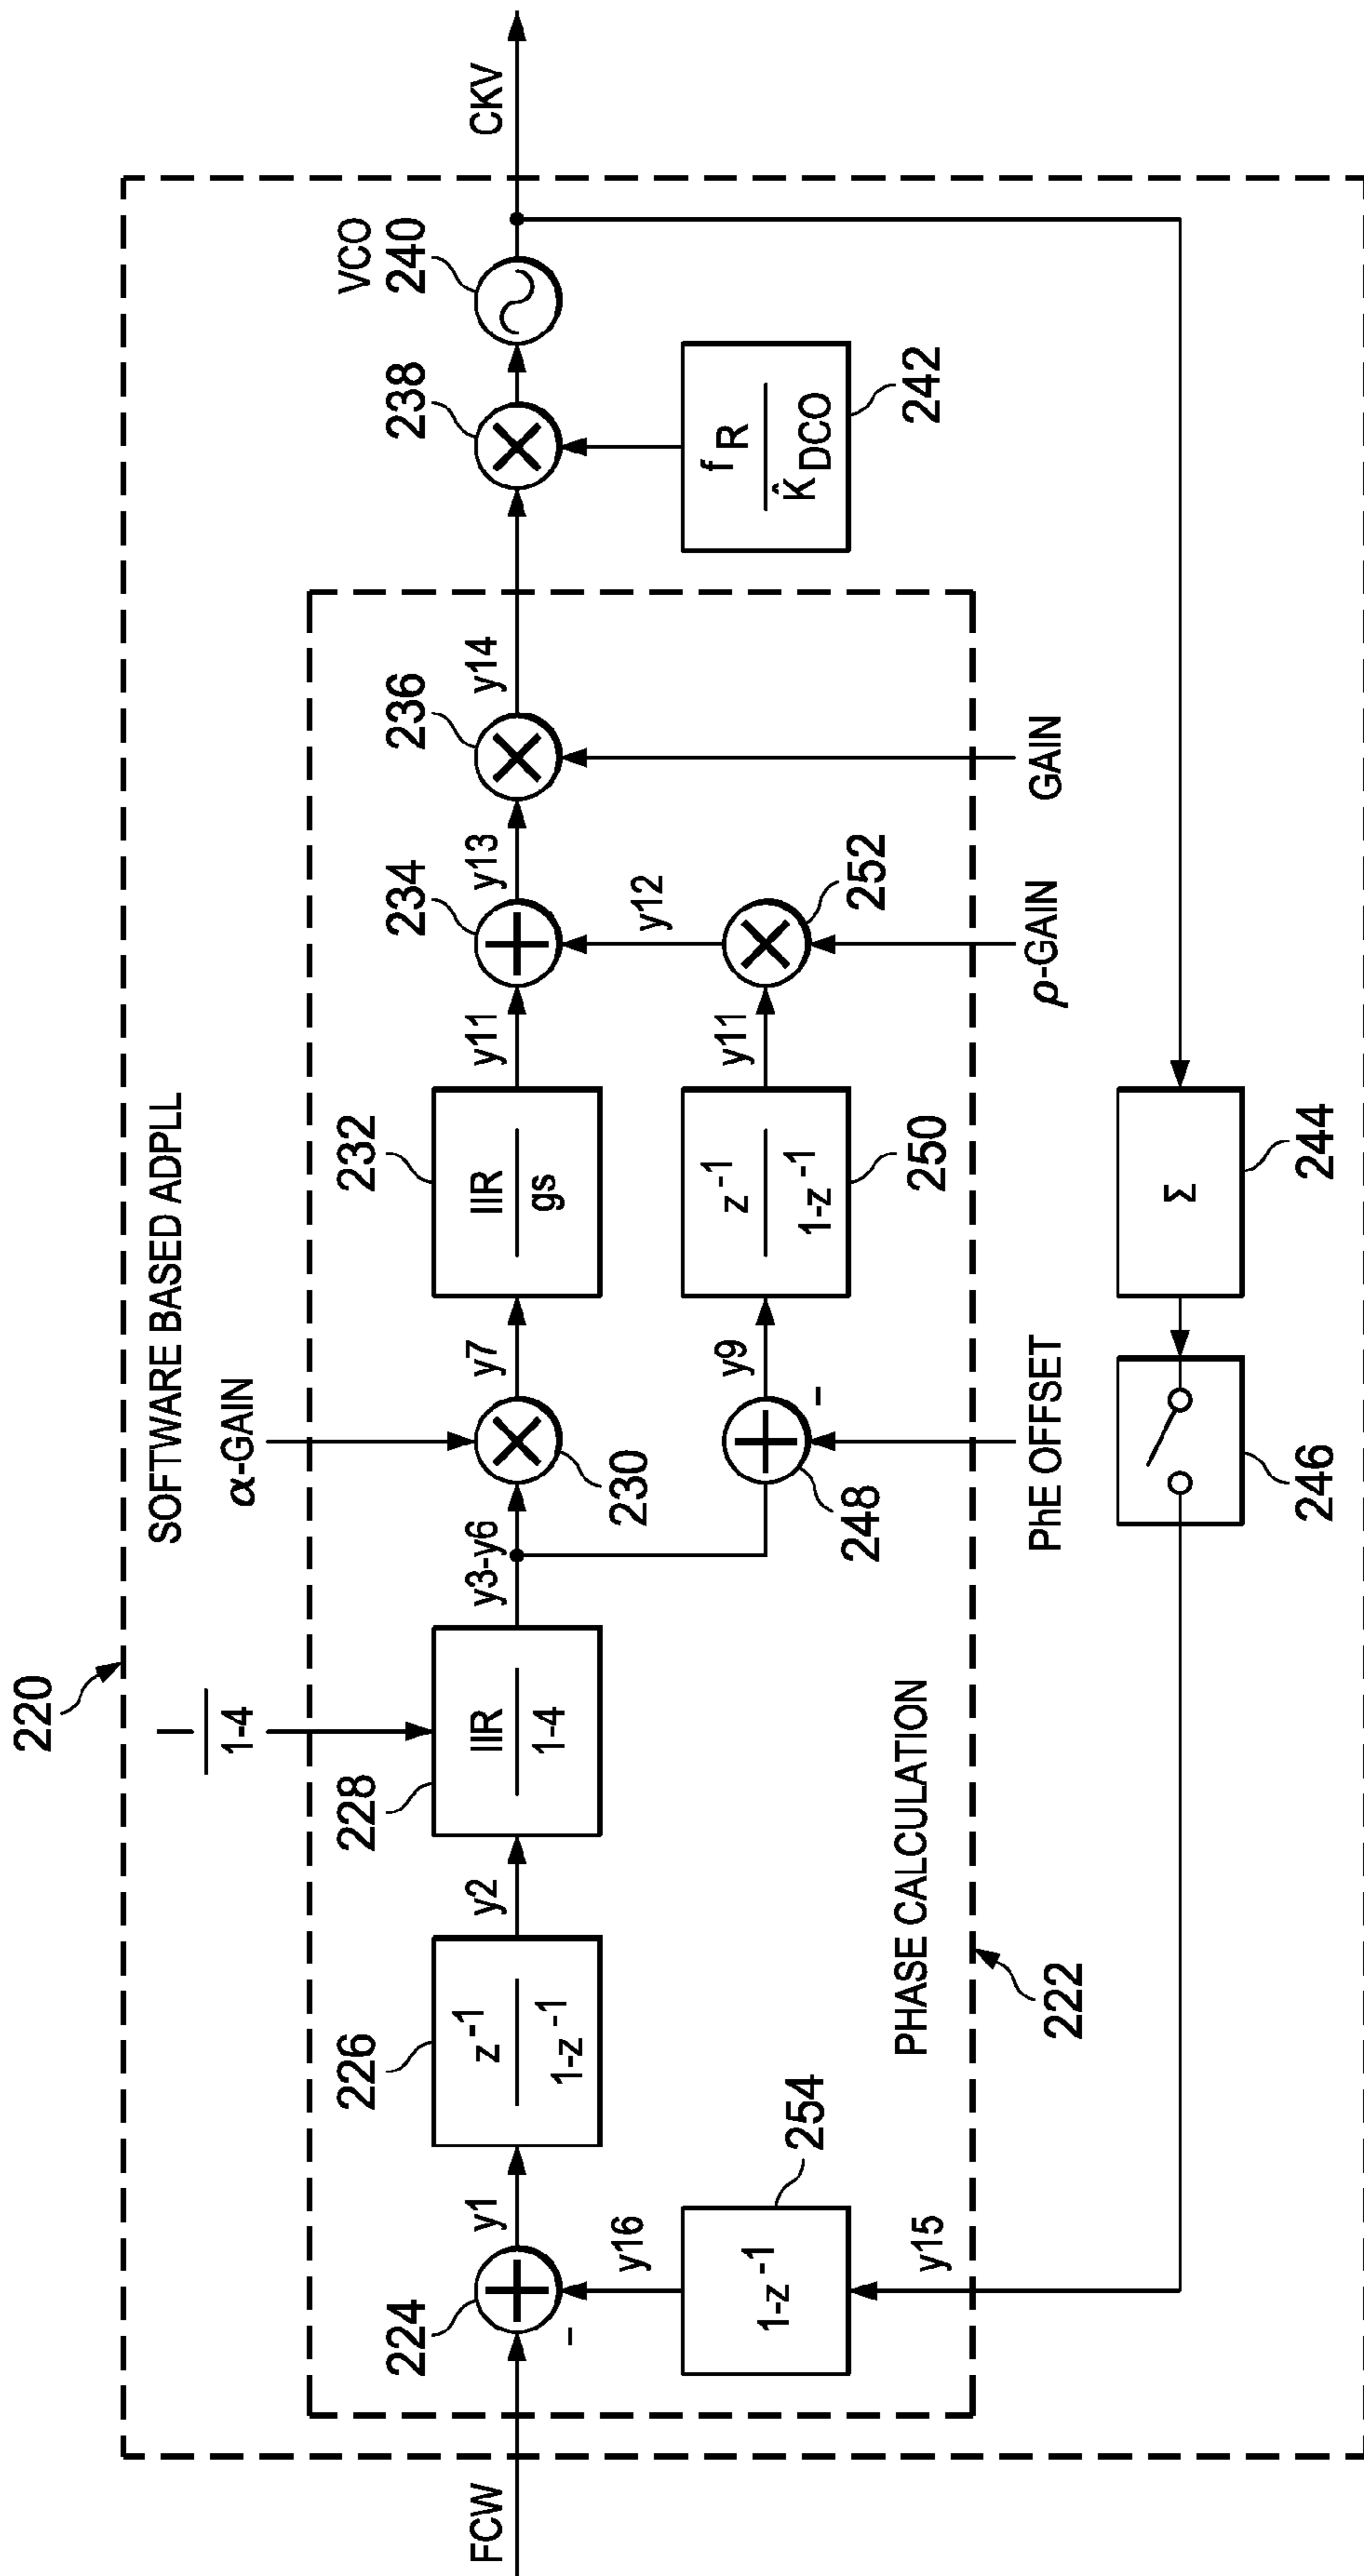 220
SOFTWARE BASED ADPLL
I
1-4
α-GAIN
FCW
224
-
y1
226
z⁻¹
1-z⁻¹
y2
228
IIR
1-4
y3-y6
230
y7
232
IIR
gs
y11
234
y13
236
y14
238
VCO
240
CKV
y16
254
1-z⁻¹
y15
248
-
y9
250
z⁻¹
1-z⁻¹
y11
252
y12
f_R
K̂_DCO
242
PHASE CALCULATION
222
PhE OFFSET
ρ-GAIN
GAIN
246
Σ
244